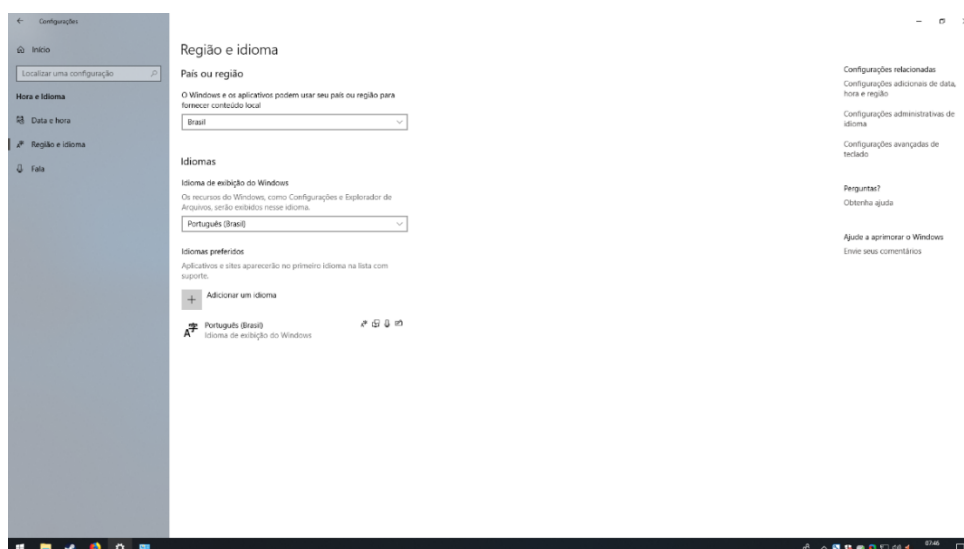 Configurações
Início
Localizar uma configuração
Hora e Idioma
Data e hora
Região e idioma
Fala
Região e idioma
País ou região
O Windows e os aplicativos podem usar seu país ou região para
fornecer conteúdo local
Brasil
Idiomas
Idioma de exibição do Windows
Os recursos do Windows, como Configurações e Explorador de
Arquivos, serão exibidos nesse idioma.
Português (Brasil)
Idiomas preferidos
Aplicativos e sites aparecerão no primeiro idioma na lista com
suporte.
Adicionar um idioma
Português (Brasil)
Idioma de exibição do Windows
Configurações relacionadas
Configurações adicionais de data,
hora e região
Configurações administrativas de
idioma
Configurações avançadas de
teclado
Perguntas?
Obtenha ajuda
Ajude a aprimorar o Windows
Envie seus comentários
07:46